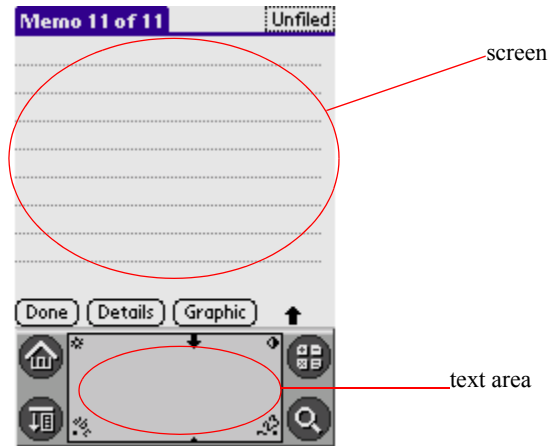 Memo 11 of 11 Unfiled
screen
Done Details Graphic
text area